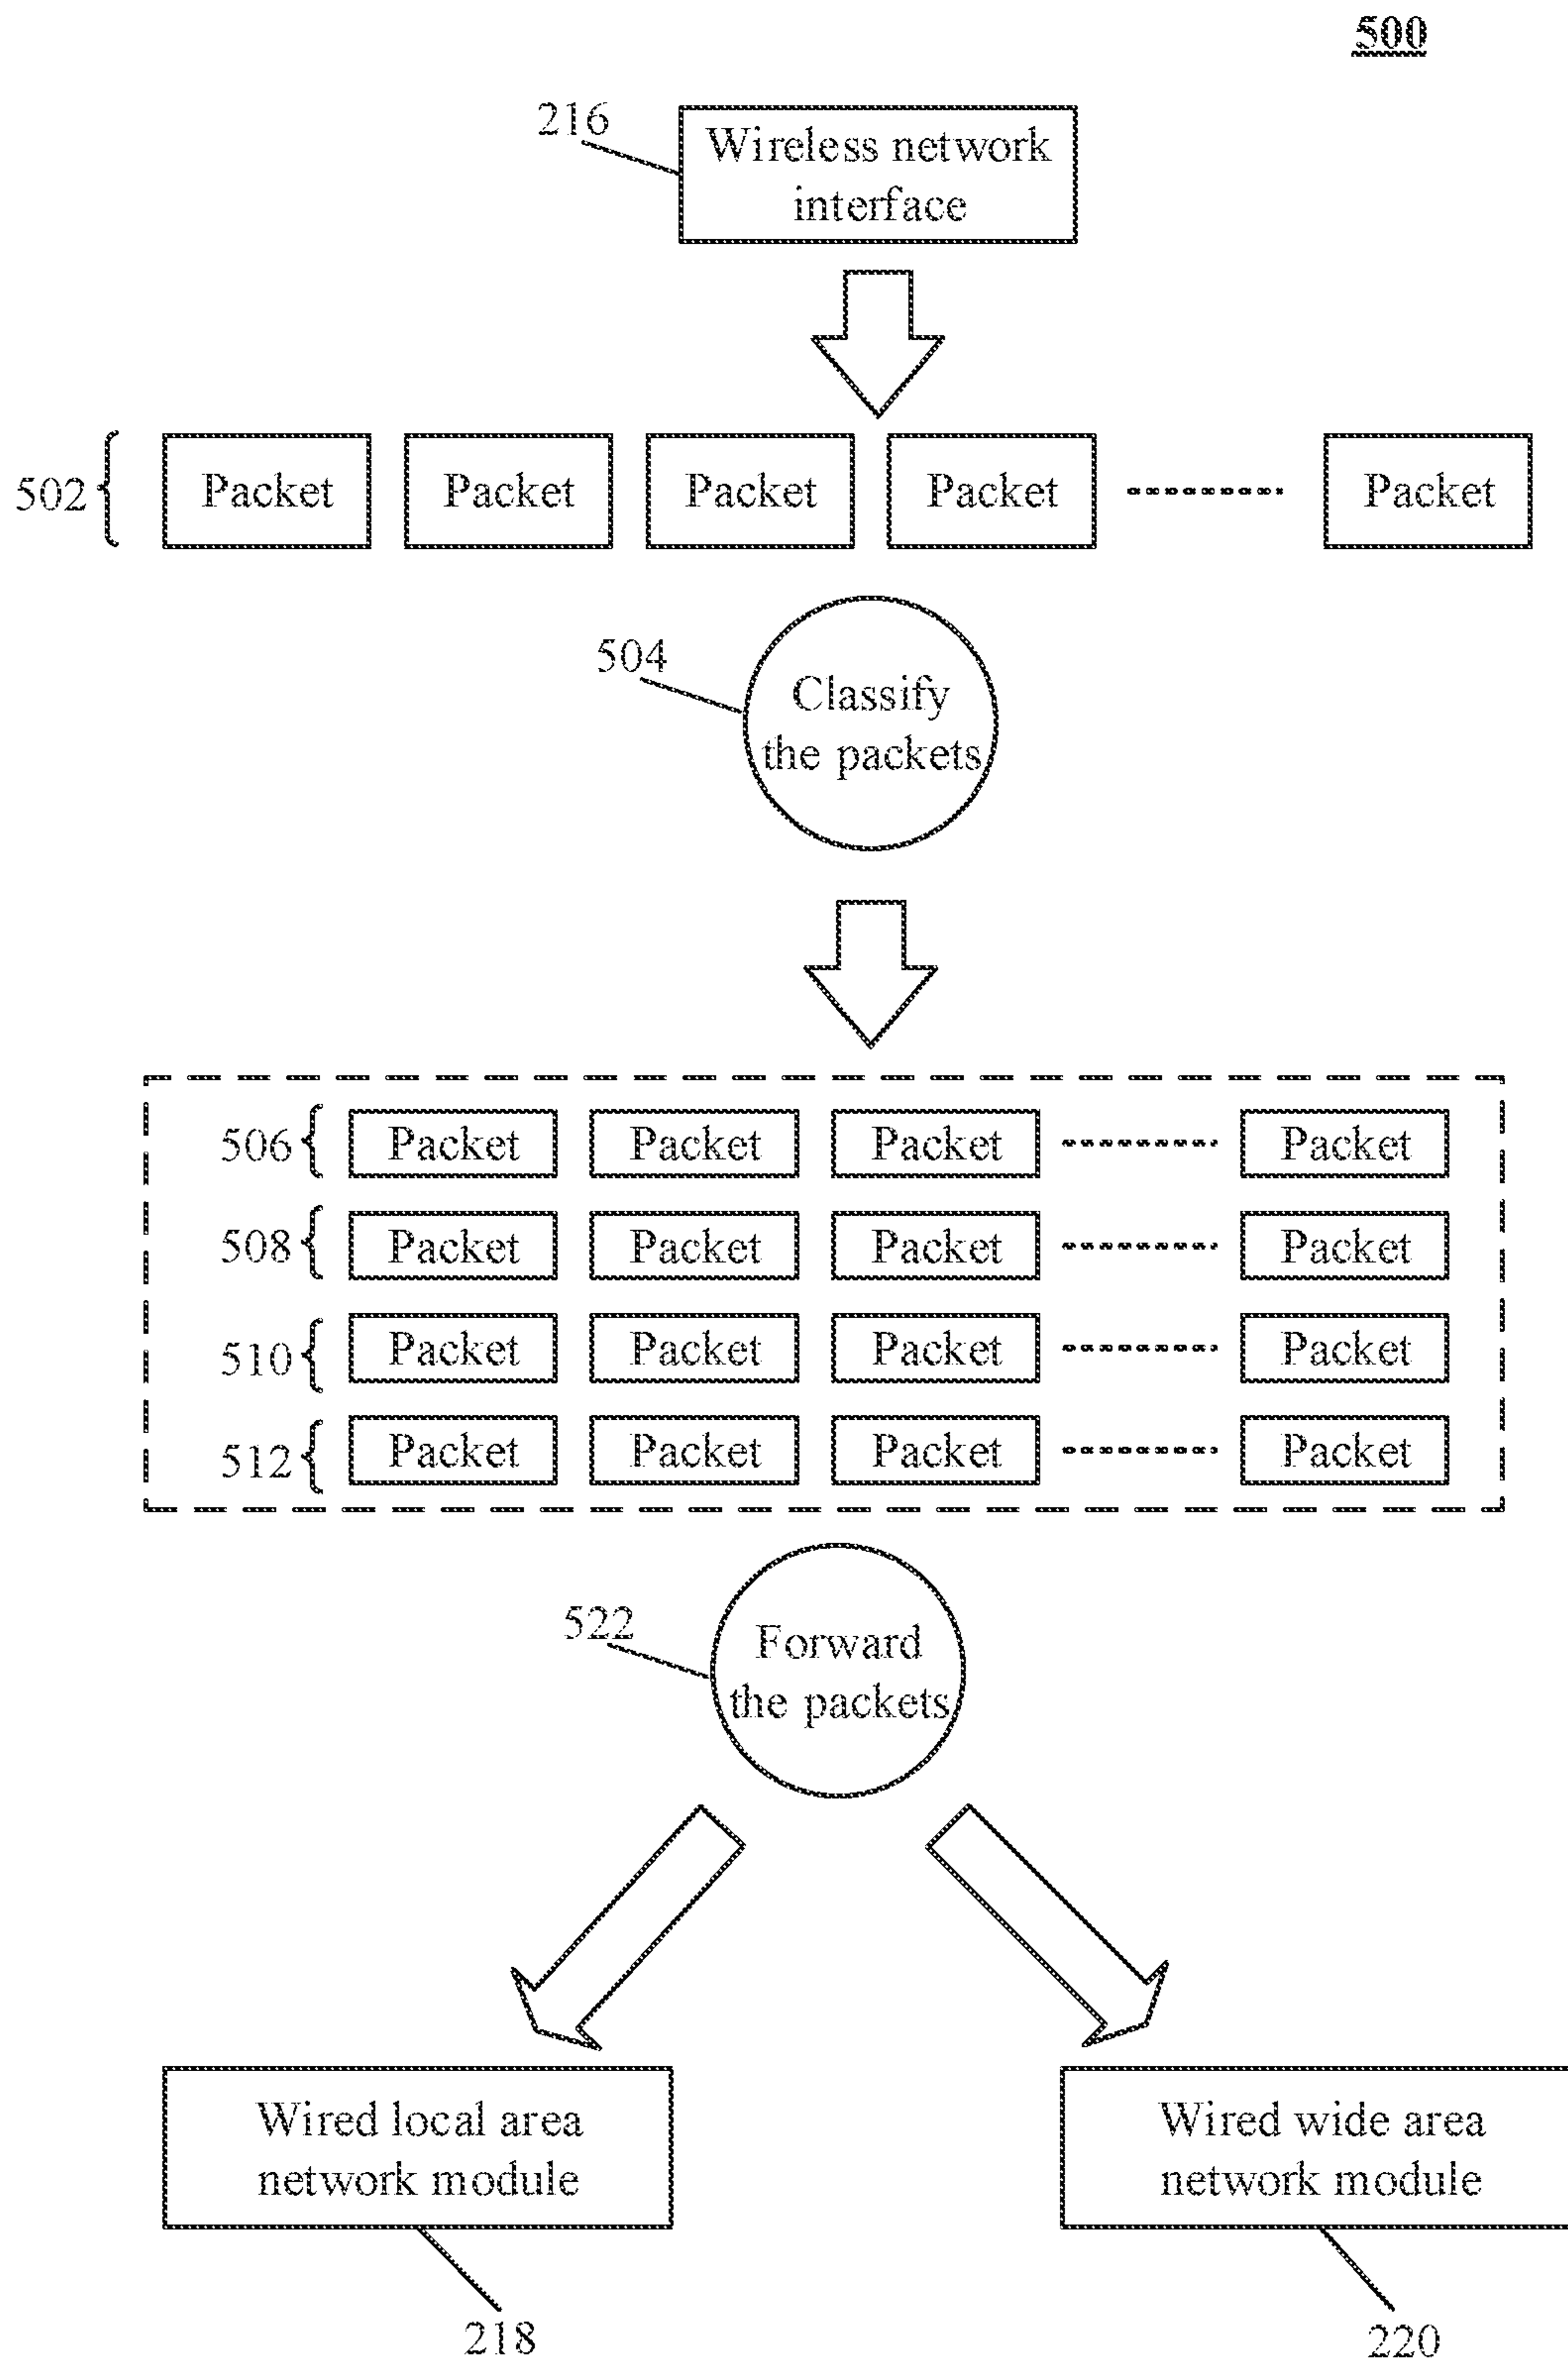 500
216
Wireless network
interface
502 Packet Packet Packet Packet Packet
504
Classify
the packets
506 Packet Packet Packet Packet
508 Packet Packet Packet Packet
510 Packet Packet Packet Packet
512 Packet Packet Packet Packet
522
Forward
the packets
Wired local area
network module
Wired wide area
network module
218
220